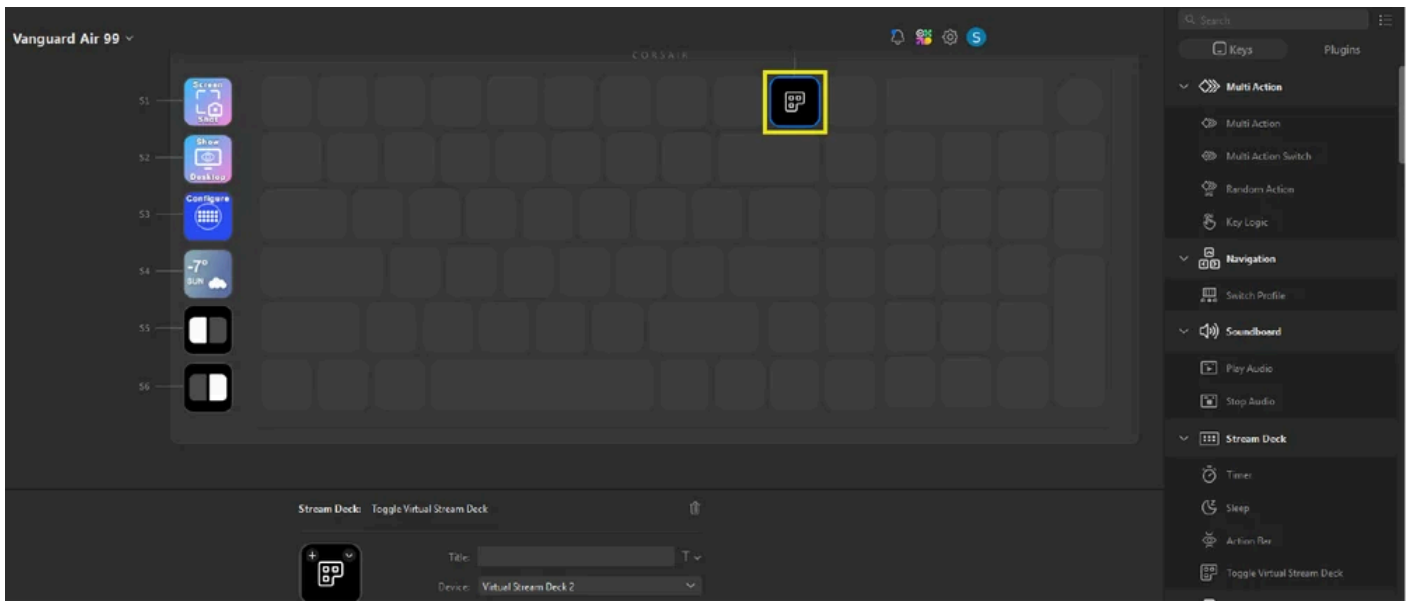 Vanguard Air 99
S
Search
Keys
Plugins
CORSAIR
S1
Screen
Shot
S2
Show
Desktop
S3
Configure
S4
-7°
SUN
S5
S6
Multi Action
Multi Action
Multi Action Switch
Random Action
Key Logic
Navigation
Switch Profile
Soundboard
Play Audio
Stop Audio
Stream Deck
Timer
Sleep
Action Bar
Toggle Virtual Stream Deck
Stream Deck: Toggle Virtual Stream Deck
Title:
T
Device: Virtual Stream Deck 2